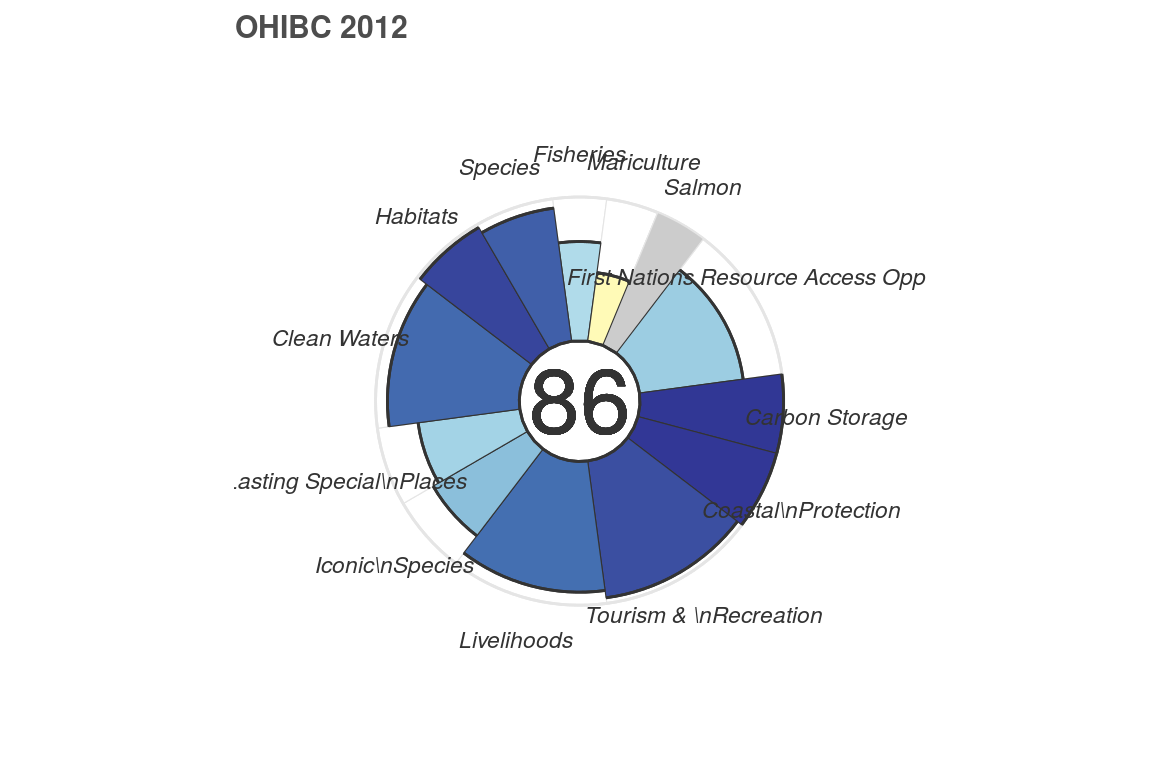 OHIBC 2012
Fisheries
Mariculture
Species
Salmon
Habitats
First Nations Resource Access Opp
Clean Waters
86
Carbon Storage
.asting Special\nPlaces
Coastal\nProtection
Iconic\nSpecies
Tourism & \nRecreation
Livelihoods